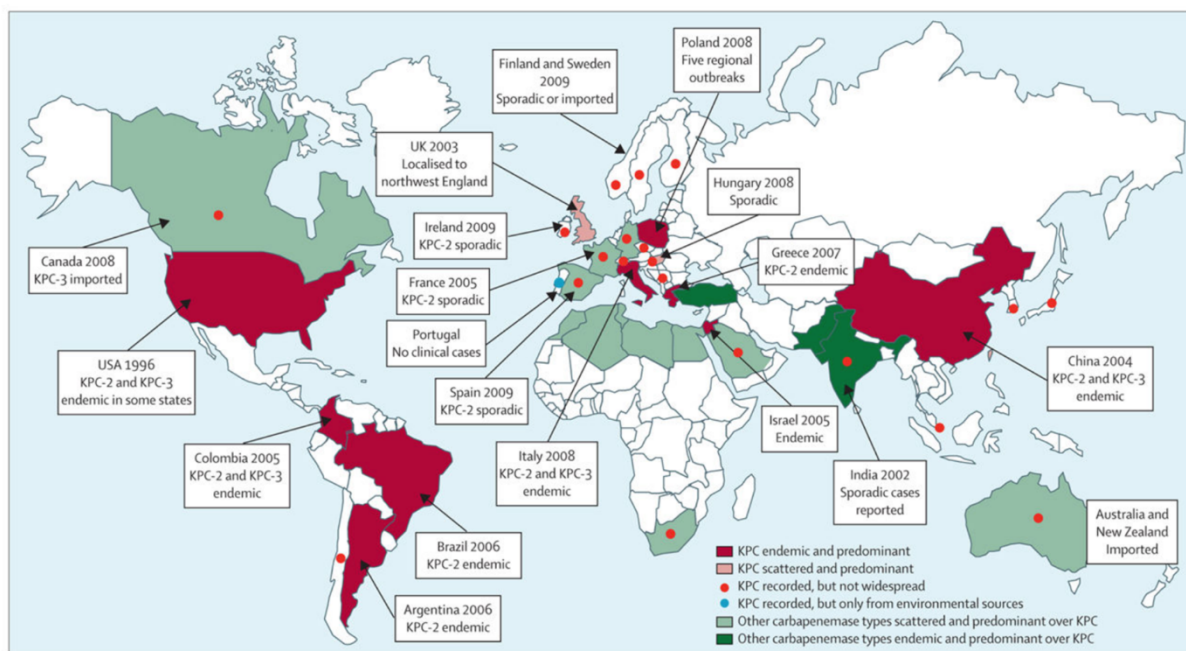 Poland 2008
Five regional
outbreaks
Finland and Sweden
2009
Sporadic or imported
UK 2003
Localised to
northwest England
Hungary 2008
Sporadic
Ireland 2009
KPC-2 sporadic
Greece 2007
KPC-2 endemic
Canada 2008
KPC-3 imported
France 2005
KPC-2 sporadic
Portugal
No clinical cases
USA 1996
KPC-2 and KPC-3
endemic in some states
China 2004
KPC-2 and KPC-3
endemic
Spain 2009
KPC-2 sporadic
Israel 2005
Endemic
Colombia 2005
KPC-2 and KPC-3
endemic
Italy 2008
KPC-2 and KPC-3
endemic
India 2002
Sporadic cases
reported
Australia and
New Zealand
Imported
Brazil 2006
KPC-2 endemic
Argentina 2006
KPC-2 endemic
KPC endemic and predominant
KPC scattered and predominant
KPC recorded, but not widespread
KPC recorded, but only from environmental sources
Other carbapenemase types scattered and predominant over KPC
Other carbapenemase types endemic and predominant over KPC